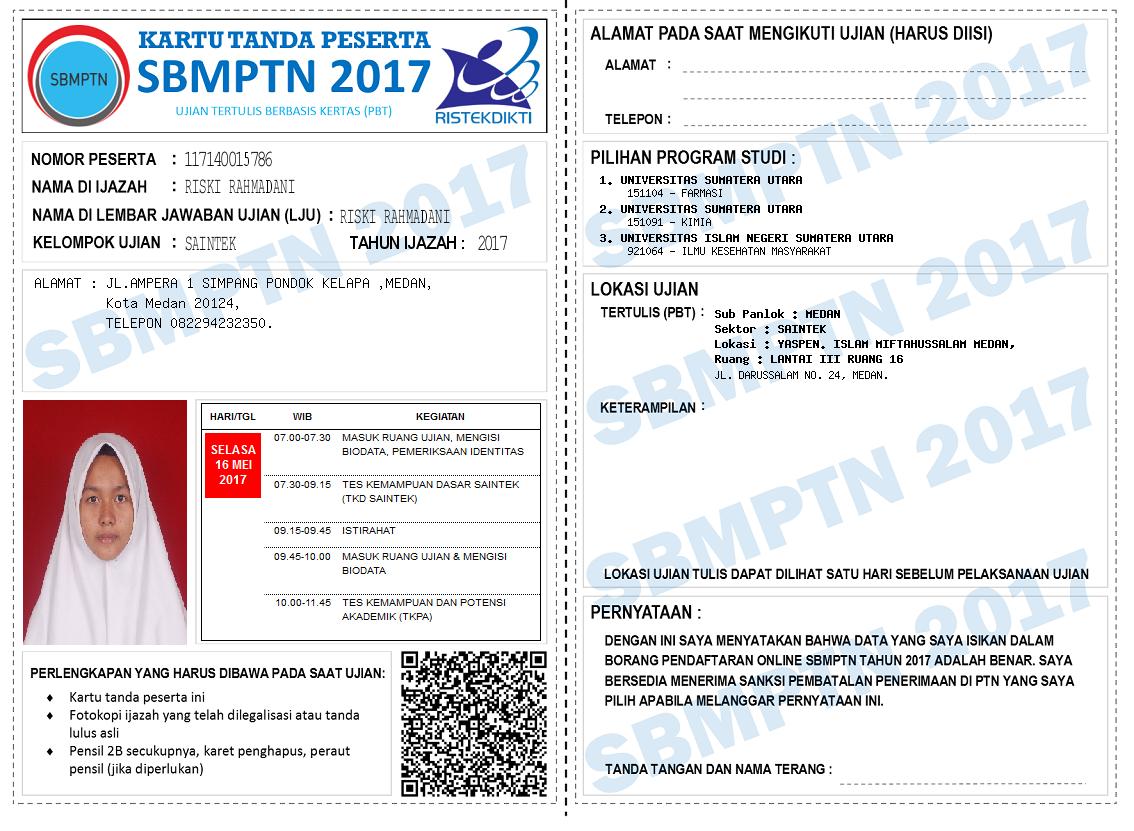 SBMPTN
KARTU TANDA PESERTA
SBMPTN 2017
UJIAN TERTULIS BERBASIS KERTAS (PBT)
RISTEKDIKTI
NOMOR PESERTA : 117140015786
NAMA DI IJAZAH : RISKI RAHMADANI
NAMA DI LEMBAR JAWABAN UJIAN (LJU) : RISKI RAHMADANI
KELOMPOK UJIAN : SAINTEK TAHUN IJAZAH : 2017
SBMPTN 2017
ALAMAT : JL.AMPERA 1 SIMPANG PONDOK KELAPA ,MEDAN,
Kota Medan 20124,
TELEPON 082294232350.
HARI/TGL WIB KEGIATAN
SELASA
16 MEI
2017
07.00-07.30 MASUK RUANG UJIAN, MENGISI
BIODATA, PEMERIKSAAN IDENTITAS
07.30-09.15 TES KEMAMPUAN DASAR SAINTEK
(TKD SAINTEK)
09.15-09.45 ISTIRAHAT
09.45-10.00 MASUK RUANG UJIAN & MENGISI
BIODATA
10.00-11.45 TES KEMAMPUAN DAN POTENSI
AKADEMIK (TKPA)
PERLENGKAPAN YANG HARUS DIBAWA PADA SAAT UJIAN:
♦ Kartu tanda peserta ini
♦ Fotokopi ijazah yang telah dilegalisasi atau tanda
lulus asli
♦ Pensil 2B secukupnya, karet penghapus, peraut
pensil (jika diperlukan)
ALAMAT PADA SAAT MENGIKUTI UJIAN (HARUS DIISI)
ALAMAT :
TELEPON :
SBMPTN 2017
PILIHAN PROGRAM STUDI :
1. UNIVERSITAS SUMATERA UTARA
151104 - FARMASI
2. UNIVERSITAS SUMATERA UTARA
151091 - KIMIA
3. UNIVERSITAS ISLAM NEGERI SUMATERA UTARA
921064 - ILMU KESEHATAN MASYARAKAT
SBMPTN 2017
LOKASI UJIAN
TERTULIS (PBT) : Sub Panlok : MEDAN
Sektor : SAINTEK
Lokasi : YASPEN. ISLAM MIFTAHUSSALAM MEDAN,
Ruang : LANTAI III RUANG 16
JL. DARUSSALAM NO. 24, MEDAN.
KETERAMPILAN :
SBMPTN 2017
LOKASI UJIAN TULIS DAPAT DILIHAT SATU HARI SEBELUM PELAKSANAAN UJIAN
PERNYATAAN :
DENGAN INI SAYA MENYATAKAN BAHWA DATA YANG SAYA ISIKAN DALAM
BORANG PENDAFTARAN ONLINE SBMPTN TAHUN 2017 ADALAH BENAR. SAYA
BERSEDIA MENERIMA SANKSI PEMBATALAN PENERIMAAN DI PTN YANG SAYA
PILIH APABILA MELANGGAR PERNYATAAN INI.
SBMPTN 2017
TANDA TANGAN DAN NAMA TERANG :